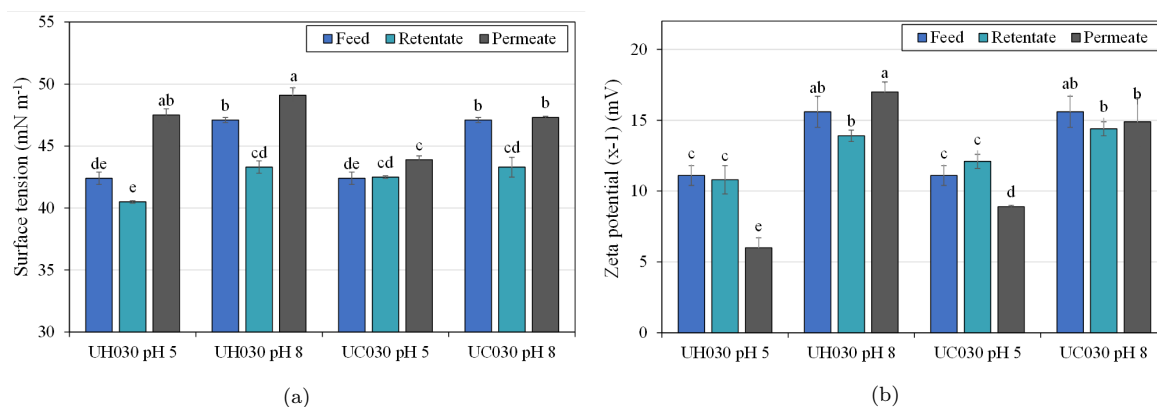 Feed Retentate Permeate
Surface tension (mN m-1)
55
50
45
40
35
30
de e ab
b cd a
de cd c
b cd b
UH030 pH 5 UH030 pH 8 UC030 pH 5 UC030 pH 8
(a)
Feed Retentate Permeate
Zeta potential (x-1) (mV)
20
15
10
5
0
c c e
ab b a
c c d
ab b b
UH030 pH 5 UH030 pH 8 UC030 pH 5 UC030 pH 8
(b)